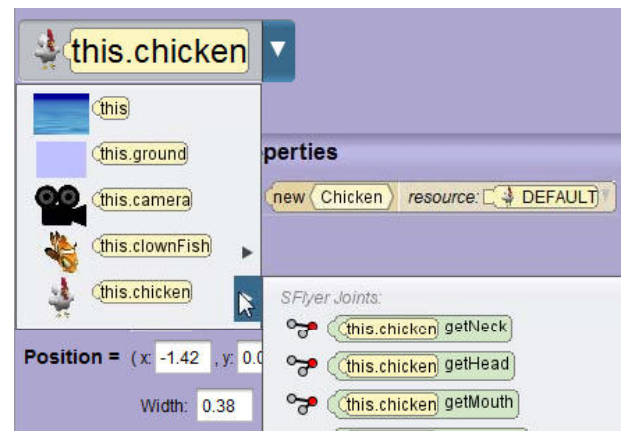 this.chicken
this
this.ground
perties
this.camera
new Chicken resource: DEFAULT
this.clownFish
this.chicken
SFlyer Joints:
this.chicken getNeck
Position = (x: -1.42 , y: 0.0
this.chicken getHead
Width: 0.38
this.chicken getMouth